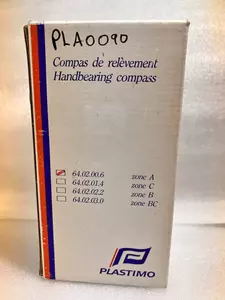 PLA0090
Compas de relèvement
Handbearing compass
64.02.00.6 zone A
64.02.01.4 zone C
64.02.02.2 zone B
64.02.03.0 zone BC
PLASTIMO